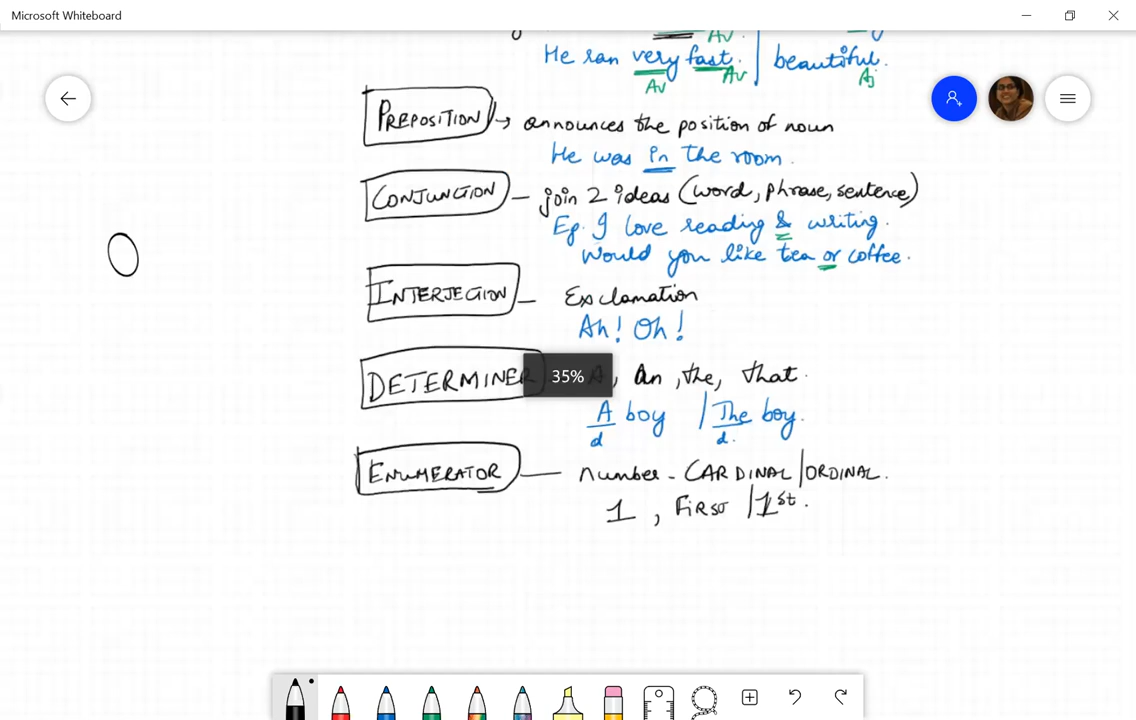 Microsoft Whiteboard
Av
He ran very fast. | beautiful.
Av Av Aj
PREPOSITION → announces the position of noun
He was in the room.
CONJUNCTION – join 2 ideas (word, phrase, sentence)
Eg. I love reading & writing.
Would you like tea or coffee.
INTERJECTION – Exclamation
Ah! Oh!
DETERMINER A, an, the, that.
35%
A boy / The boy.
d d.
ENUMERATOR — number - CARDINAL/ORDINAL.
1, FIRST / 1st.